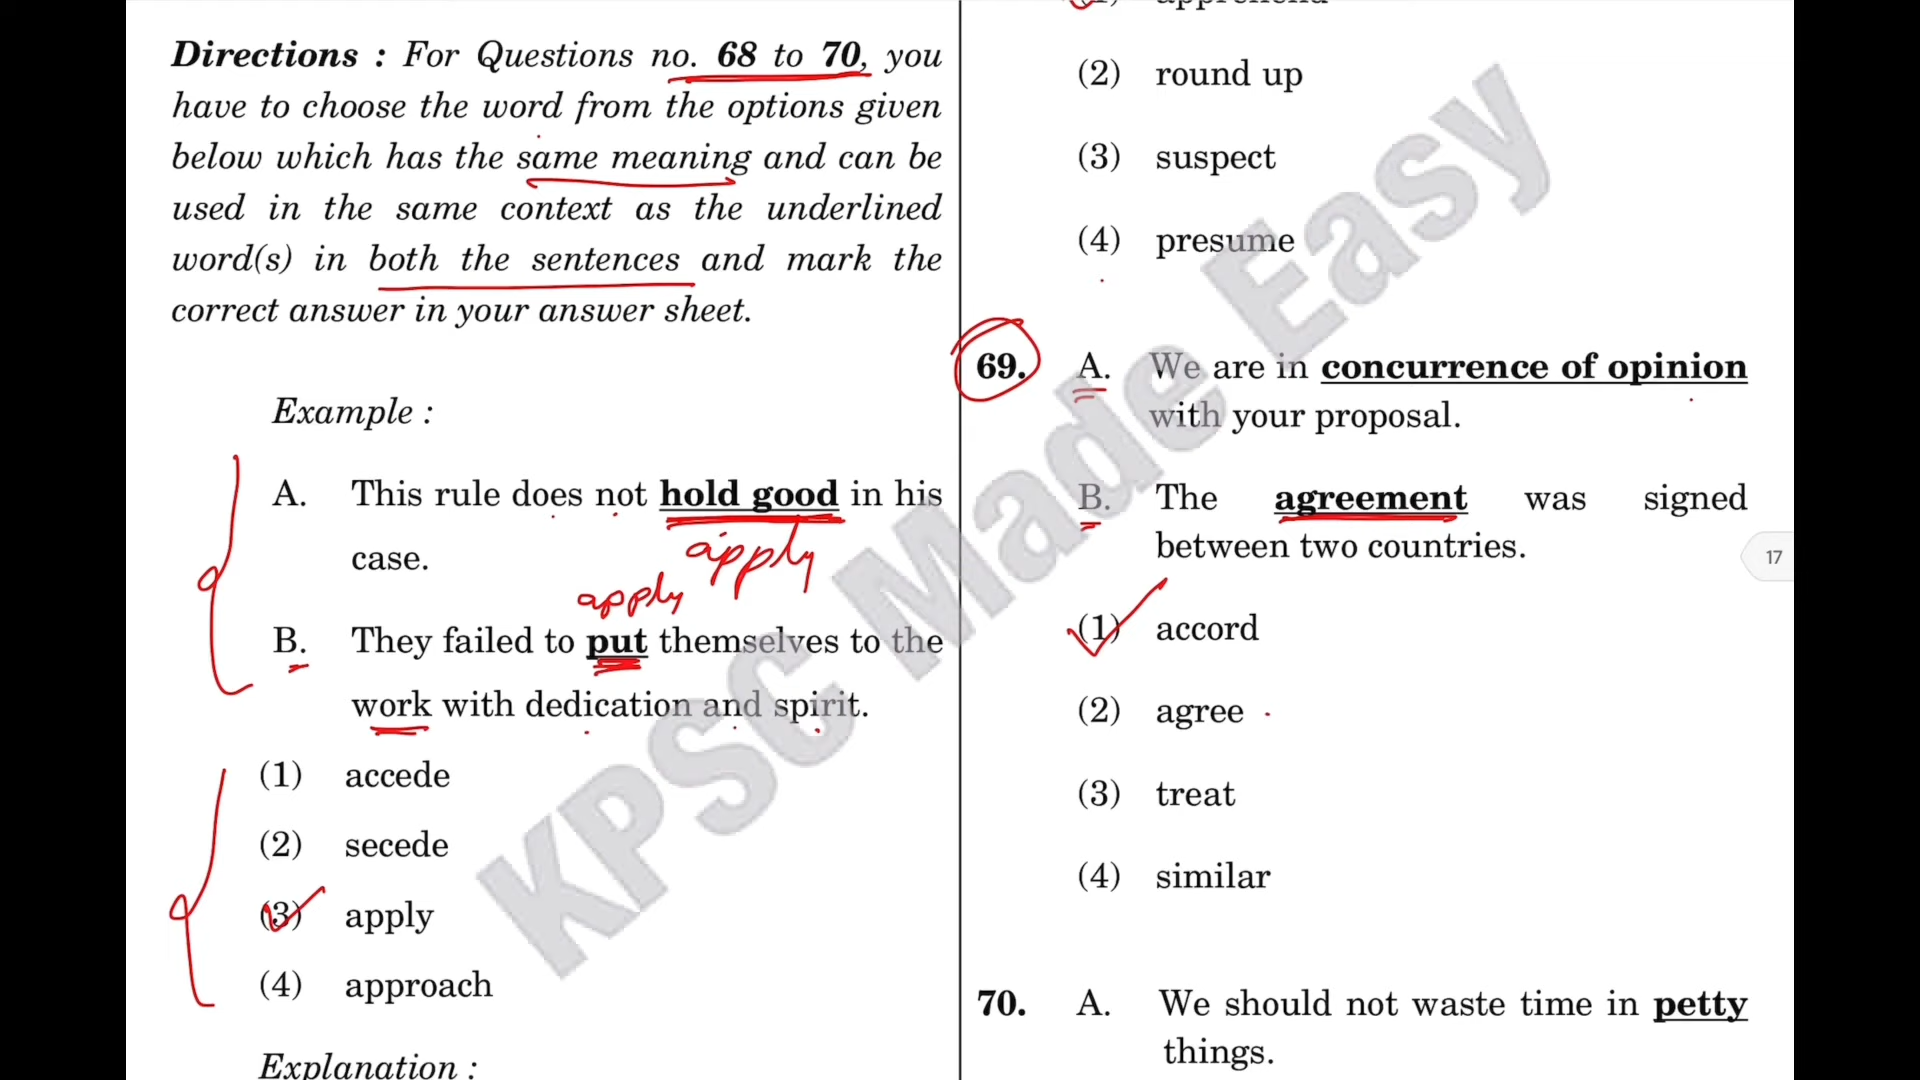 Directions : For Questions no. 68 to 70, you
have to choose the word from the options given
below which has the same meaning and can be
used in the same context as the underlined
word(s) in both the sentences and mark the
correct answer in your answer sheet.
Example :
A. This rule does not hold good in his
apply
case.
apply
B. They failed to put themselves to the
work with dedication and spirit.
(1) accede
(2) secede
(3) apply
(4) approach
Explanation :
(1) apprehend
(2) round up
(3) suspect
(4) presume
69. A. We are in concurrence of opinion
with your proposal.
B. The agreement was signed
between two countries.
(1) accord
(2) agree
(3) treat
(4) similar
70. A. We should not waste time in petty
things.
17
KPSC Made Easy